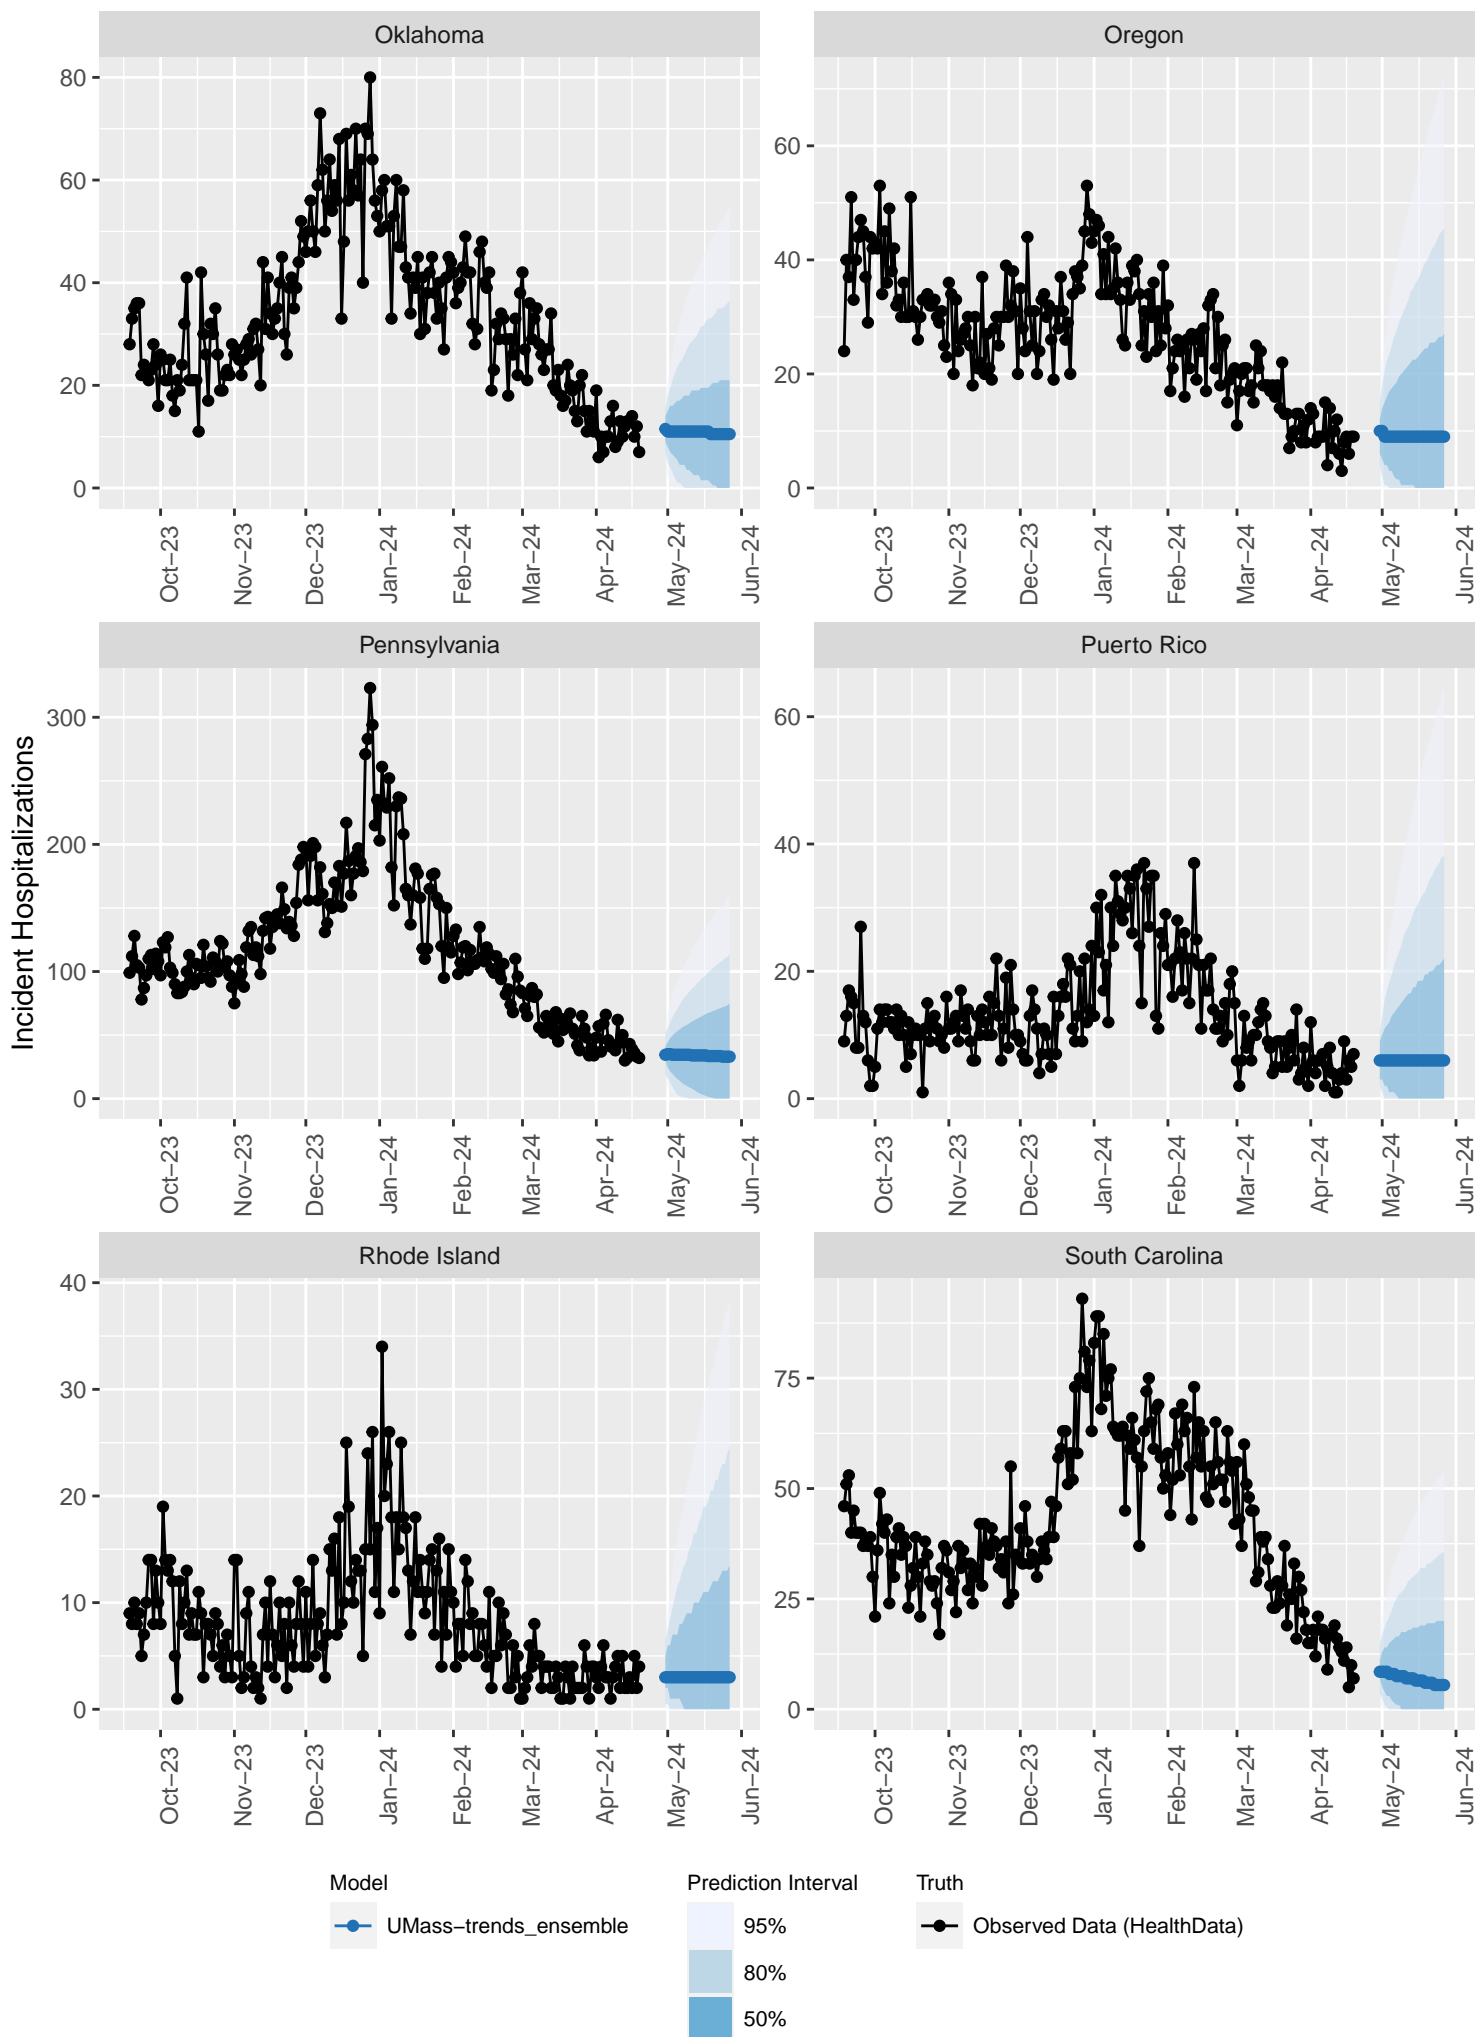 Oklahoma
Oregon
80
60
40
20
0
60
40
20
0
Oct−23
Nov−23
Dec−23
Jan−24
Feb−24
Mar−24
Apr−24
May−24
Jun−24
Oct−23
Nov−23
Dec−23
Jan−24
Feb−24
Mar−24
Apr−24
May−24
Jun−24
Incident Hospitalizations
Pennsylvania
Puerto Rico
300
200
100
0
60
40
20
0
Oct−23
Nov−23
Dec−23
Jan−24
Feb−24
Mar−24
Apr−24
May−24
Jun−24
Oct−23
Nov−23
Dec−23
Jan−24
Feb−24
Mar−24
Apr−24
May−24
Jun−24
Rhode Island
South Carolina
40
30
20
10
0
75
50
25
0
Oct−23
Nov−23
Dec−23
Jan−24
Feb−24
Mar−24
Apr−24
May−24
Jun−24
Oct−23
Nov−23
Dec−23
Jan−24
Feb−24
Mar−24
Apr−24
May−24
Jun−24
Model
UMass−trends_ensemble
Prediction Interval
95%
80%
50%
Truth
Observed Data (HealthData)